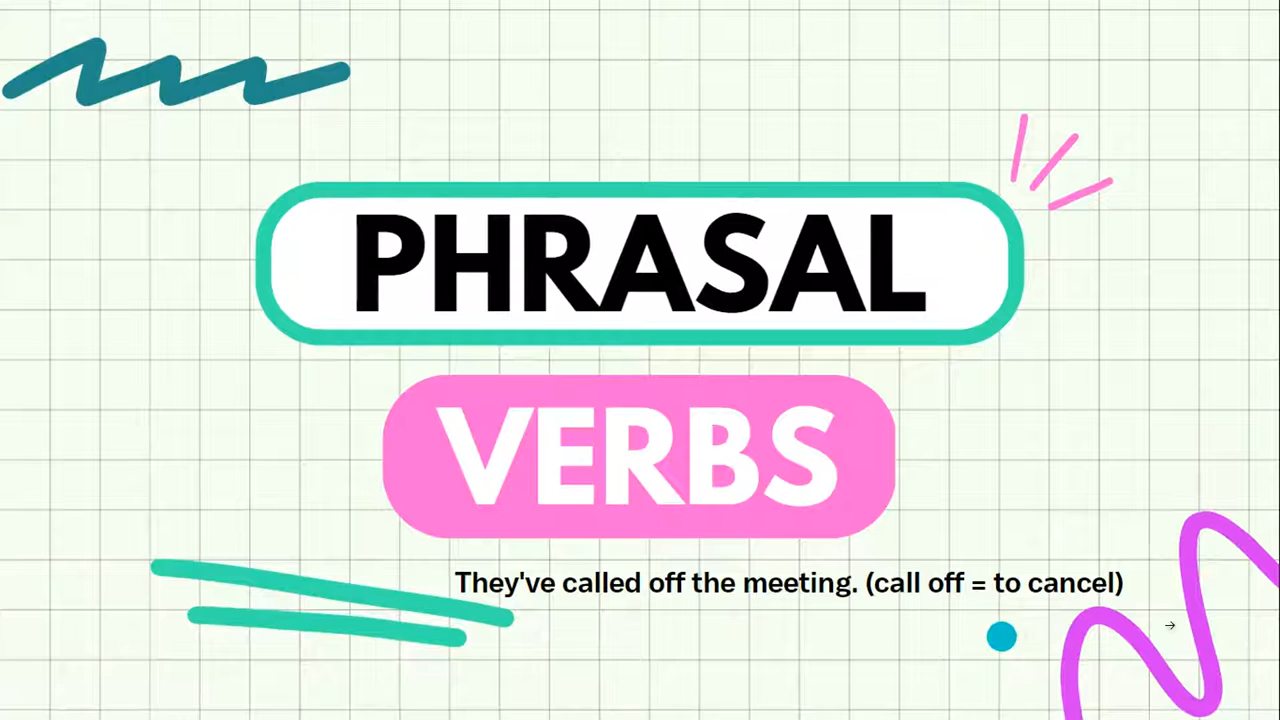 PHRASAL
VERBS
They've called off the meeting. (call off = to cancel)